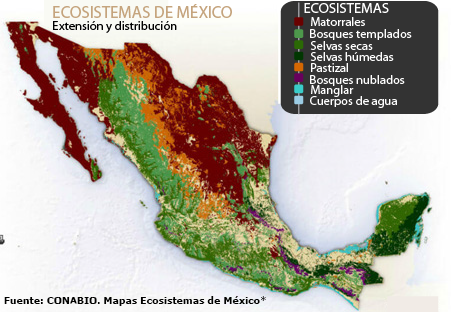 ECOSISTEMAS DE MÉXICO
Extensión y distribución
ECOSISTEMAS
Matorrales
Bosques templados
Selvas secas
Selvas húmedas
Pastizal
Bosques nublados
Manglar
Cuerpos de agua
Fuente: CONABIO. Mapas Ecosistemas de México*